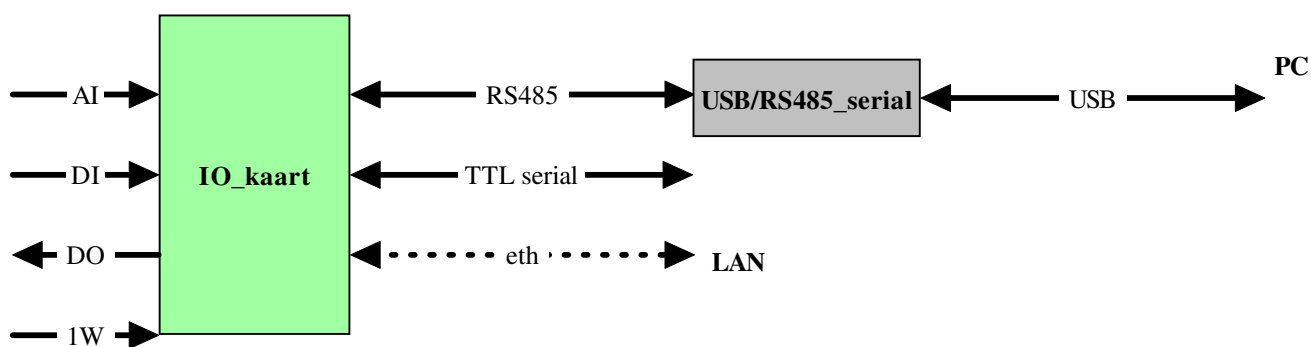 PC
AI
RS485
USB/RS485_serial
USB
DI
IO_kaart
TTL serial
DO
eth
LAN
1W